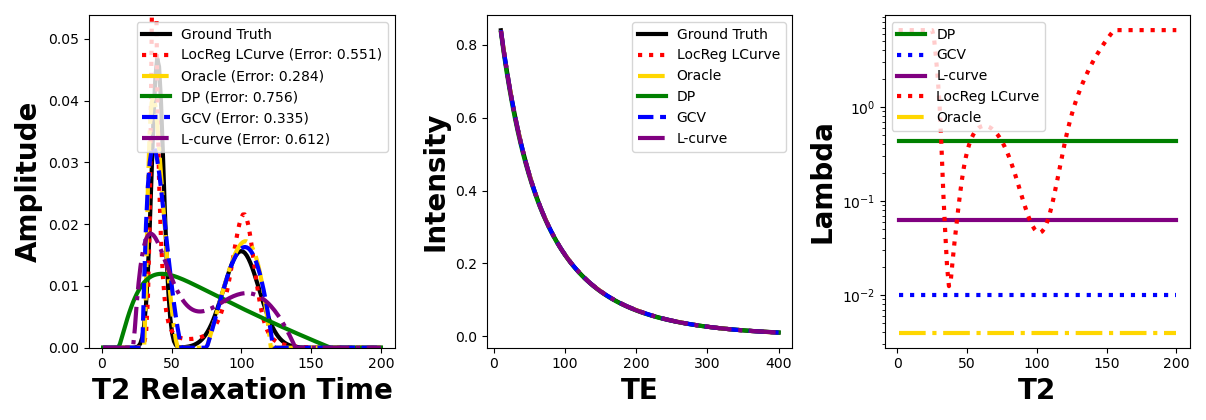 Amplitude
0.05
0.04
0.03
0.02
0.01
0.00
0
50
100
150
200
T2 Relaxation Time
Ground Truth
LocReg LCurve (Error: 0.551)
Oracle (Error: 0.284)
DP (Error: 0.756)
GCV (Error: 0.335)
L-curve (Error: 0.612)
Intensity
0.8
0.6
0.4
0.2
0.0
0
100
200
300
400
TE
Ground Truth
LocReg LCurve
Oracle
DP
GCV
L-curve
Lambda
10⁰
10⁻¹
10⁻²
0
50
100
150
200
T2
DP
GCV
L-curve
LocReg LCurve
Oracle